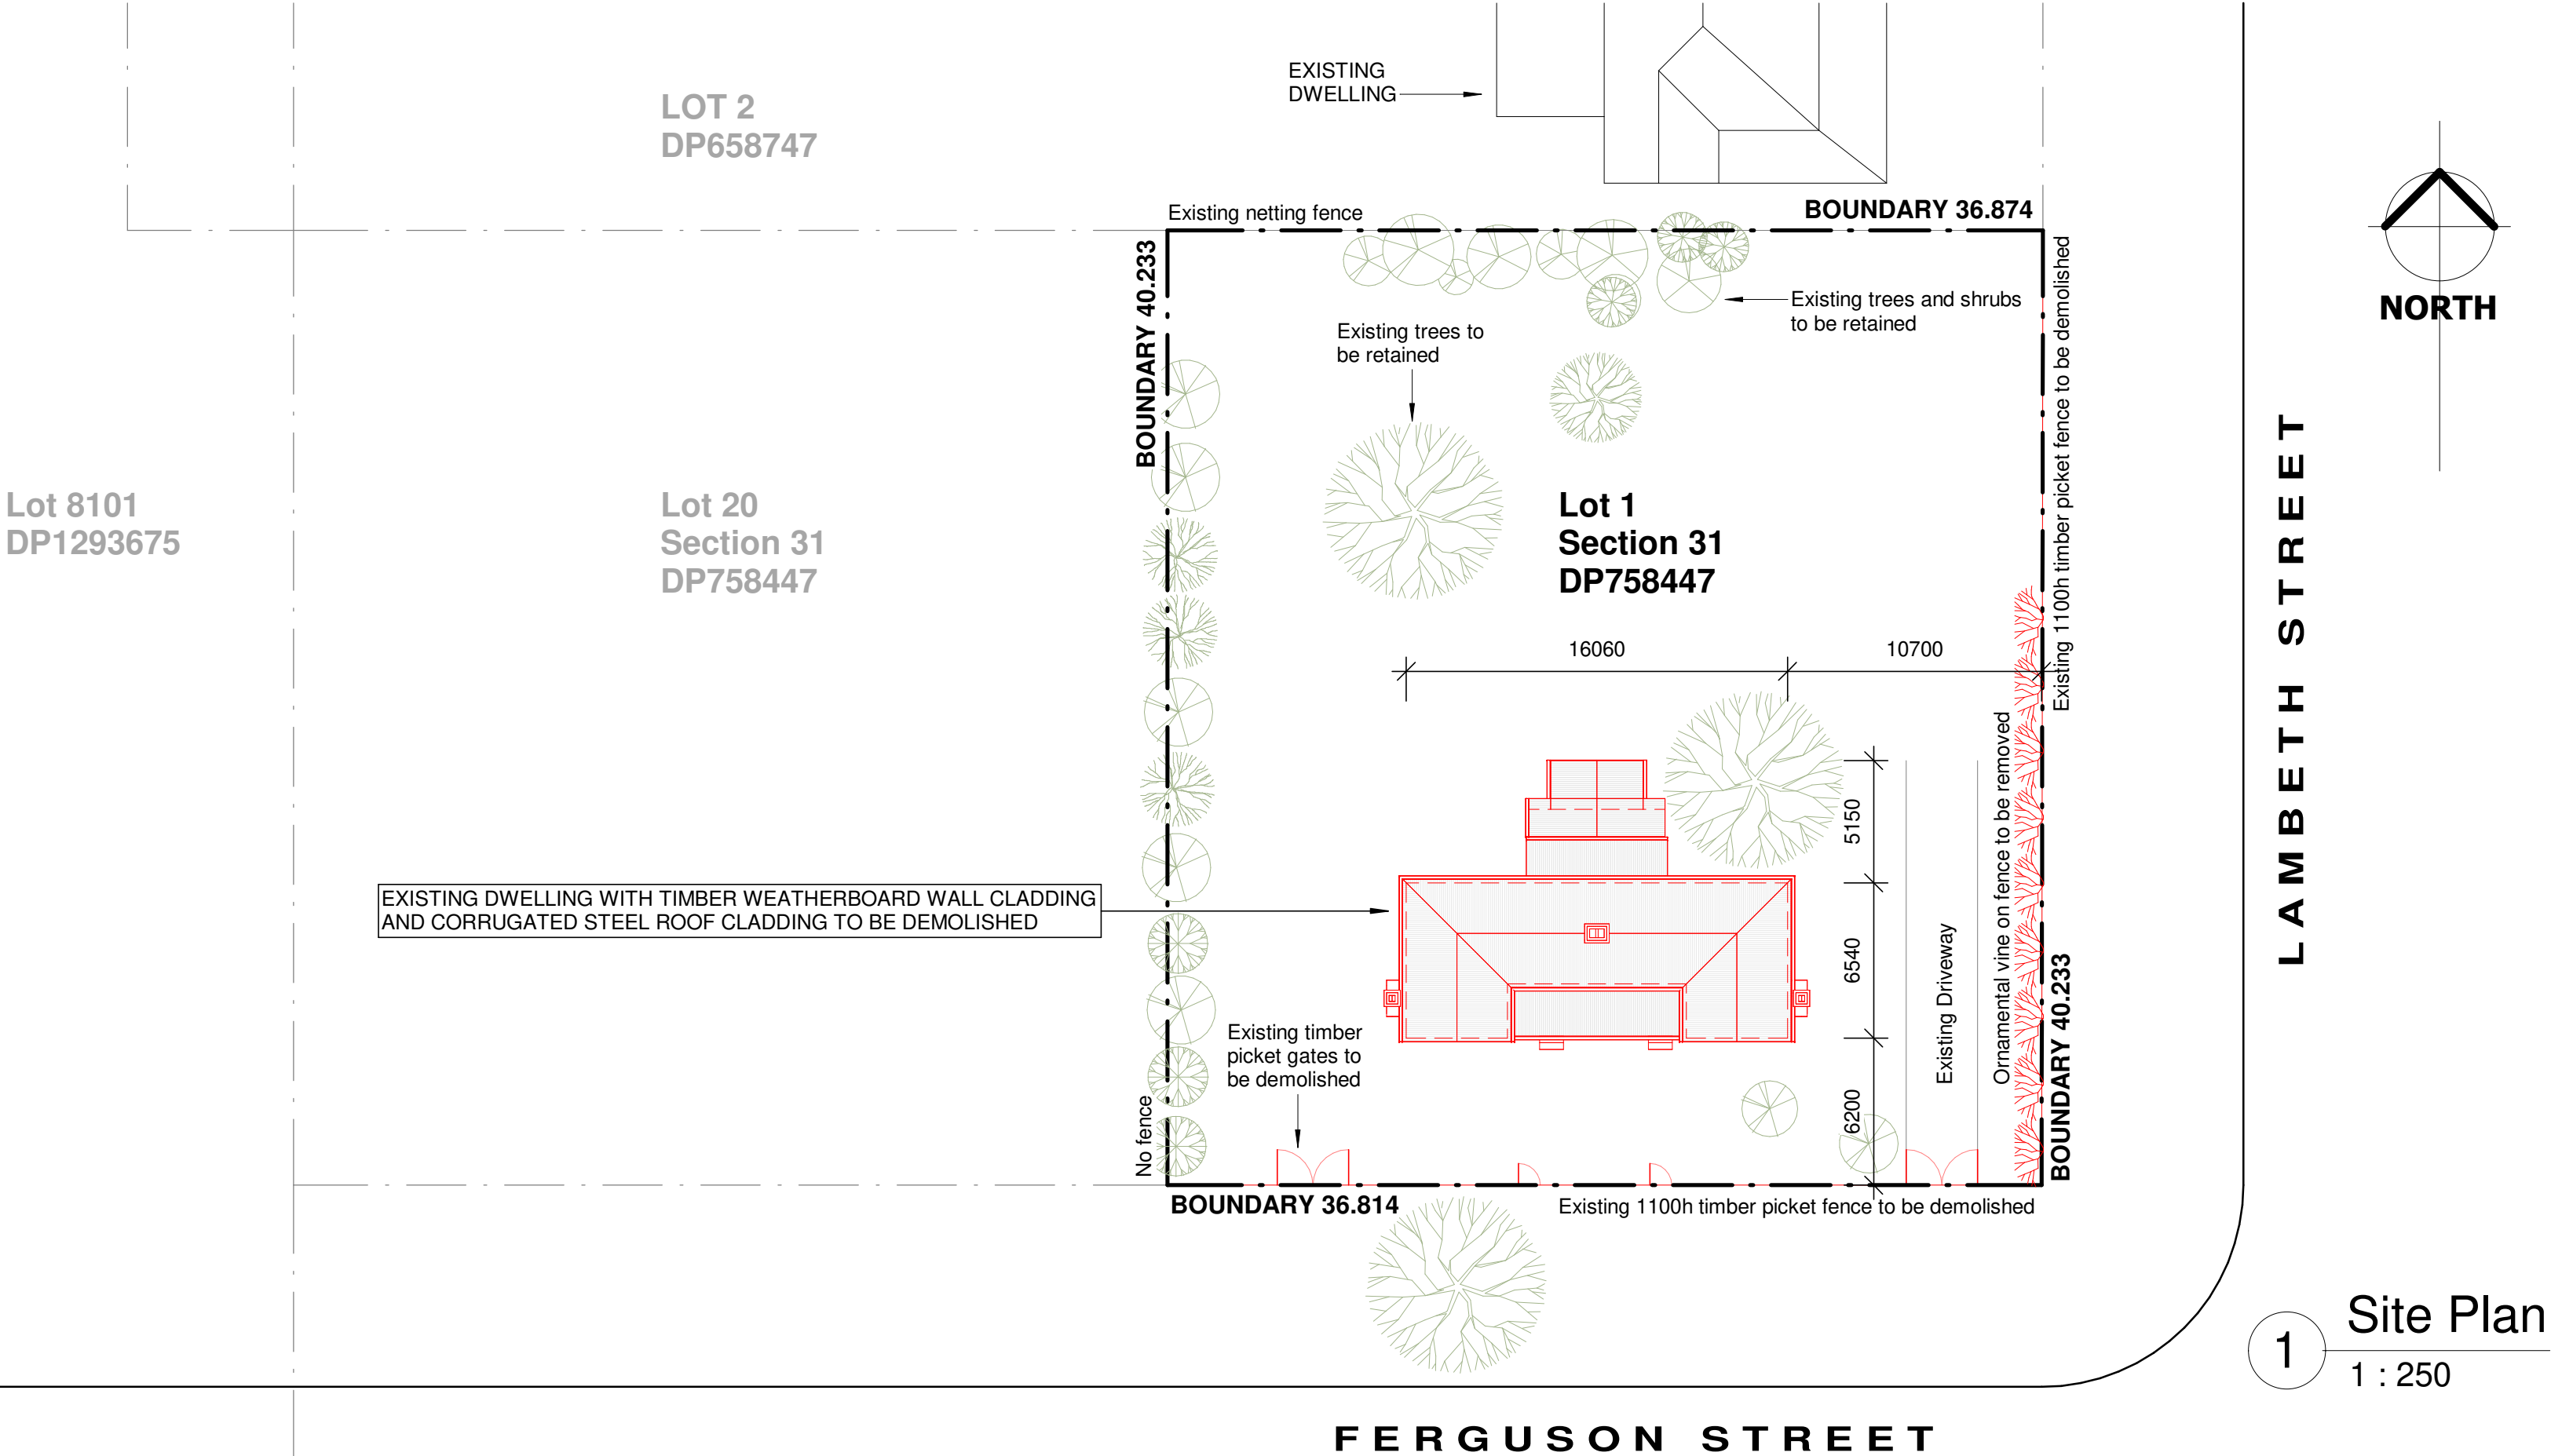 EXISTING
DWELLING
LOT 2
DP658747
Existing netting fence
BOUNDARY 36.874
BOUNDARY 40.233
Existing 1100h timber picket fence to be demolished
NORTH
Existing trees and shrubs
to be retained
Existing trees to
be retained
Lot 8101
DP1293675
Lot 20
Section 31
DP758447
Lot 1
Section 31
DP758447
LAMBETH STREET
16060
10700
Ornamental vine on fence to be removed
5150
6540
6200
Existing Driveway
EXISTING DWELLING WITH TIMBER WEATHERBOARD WALL CLADDING
AND CORRUGATED STEEL ROOF CLADDING TO BE DEMOLISHED
BOUNDARY 40.233
Existing timber
picket gates to
be demolished
No fence
BOUNDARY 36.814
Existing 1100h timber picket fence to be demolished
1
Site Plan
1 : 250
FERGUSON STREET